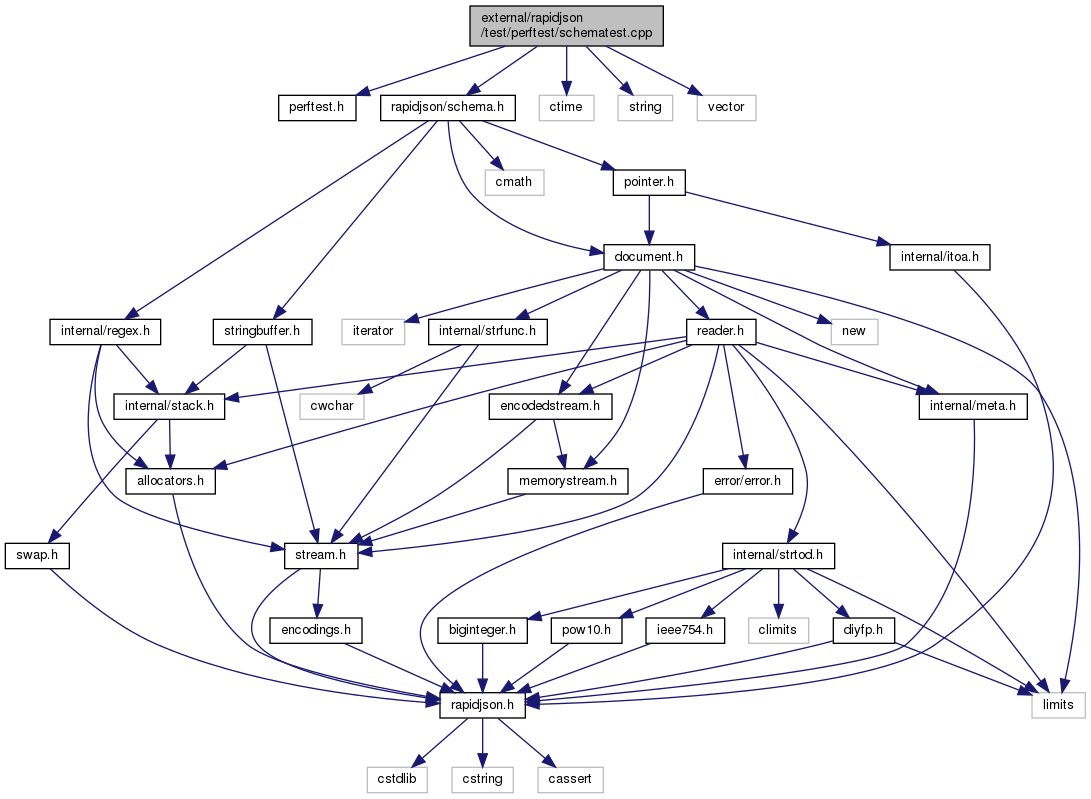 external/rapidjson
/test/perftest/schematest.cpp
perftest.h
rapidjson/schema.h
ctime
string
vector
cmath
pointer.h
document.h
internal/itoa.h
internal/regex.h
stringbuffer.h
iterator
internal/strfunc.h
reader.h
new
internal/stack.h
cwchar
encodedstream.h
internal/meta.h
allocators.h
memorystream.h
error/error.h
swap.h
stream.h
internal/strtod.h
encodings.h
biginteger.h
pow10.h
ieee754.h
climits
diyfp.h
rapidjson.h
limits
cstdlib
cstring
cassert